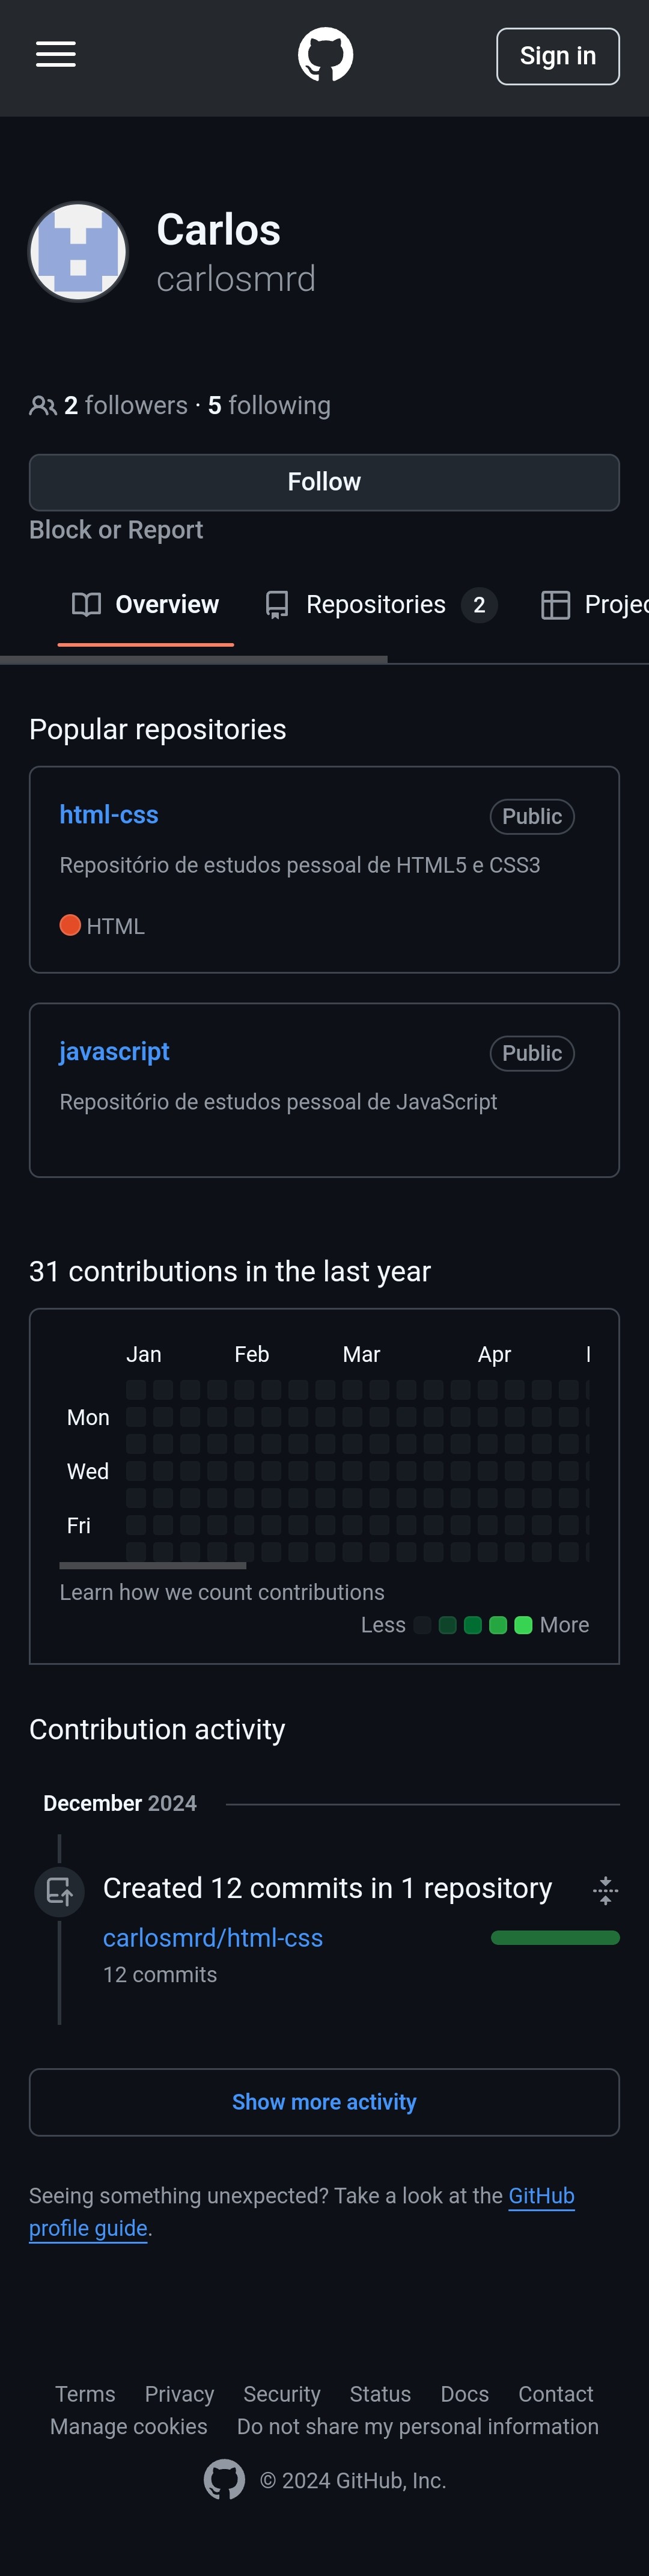 Sign in
Carlos
carlosmrd
2 followers · 5 following
Follow
Block or Report
Overview Repositories 2 Projec
Popular repositories
html-css Public
Repositório de estudos pessoal de HTML5 e CSS3
HTML
javascript Public
Repositório de estudos pessoal de JavaScript
31 contributions in the last year
Jan Feb Mar Apr
Mon
Wed
Fri
Learn how we count contributions
Less More
Contribution activity
December 2024
Created 12 commits in 1 repository
carlosmrd/html-css
12 commits
Show more activity
Seeing something unexpected? Take a look at the GitHub
profile guide.
Terms Privacy Security Status Docs Contact
Manage cookies Do not share my personal information
© 2024 GitHub, Inc.